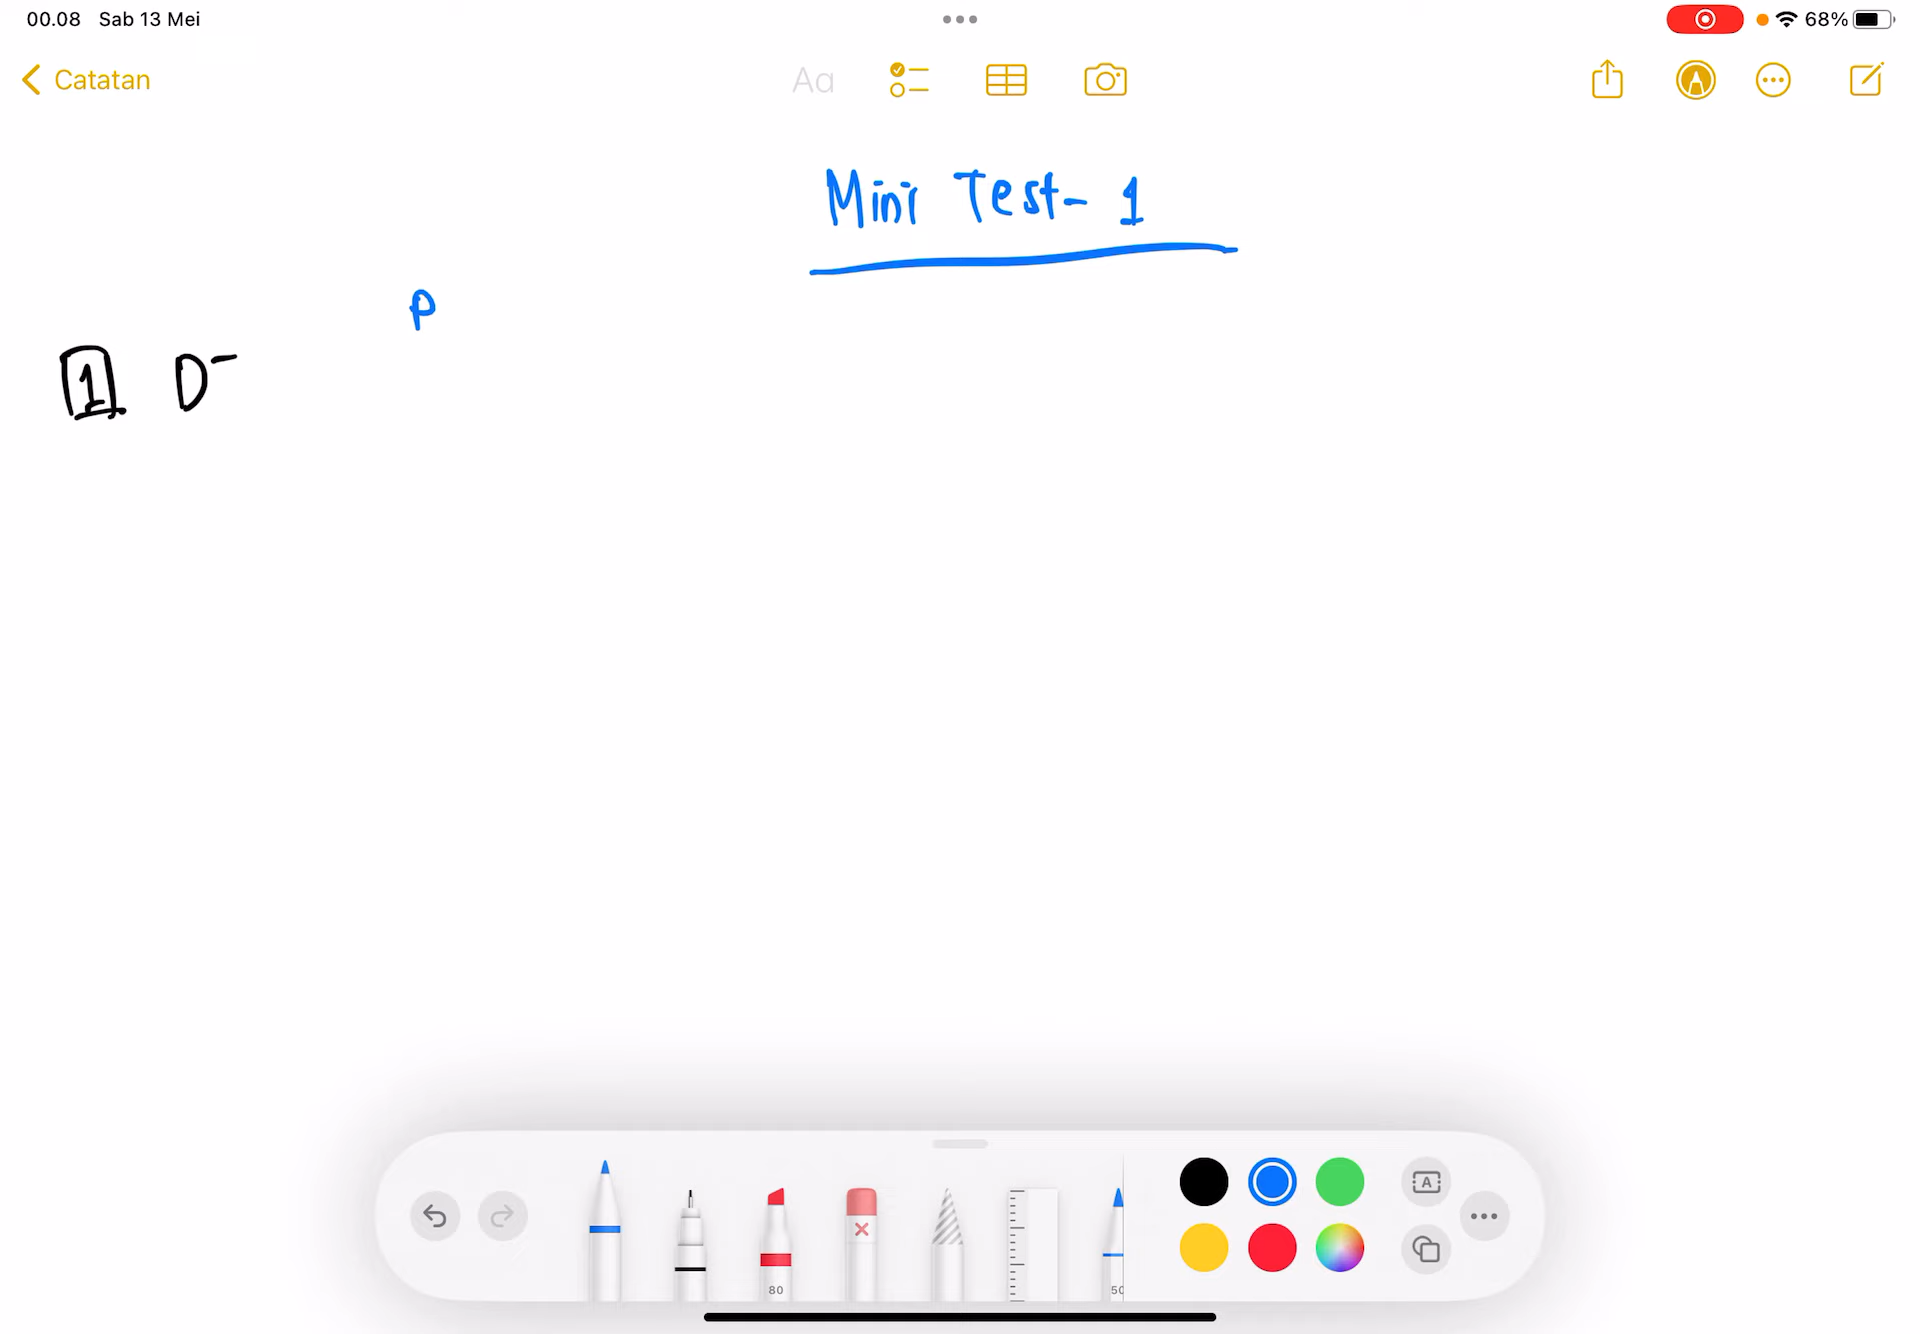 00.08 Sab 13 Mei 68%
Catatan Aa
Mini Test- 1
P
1 D-
A
80 50